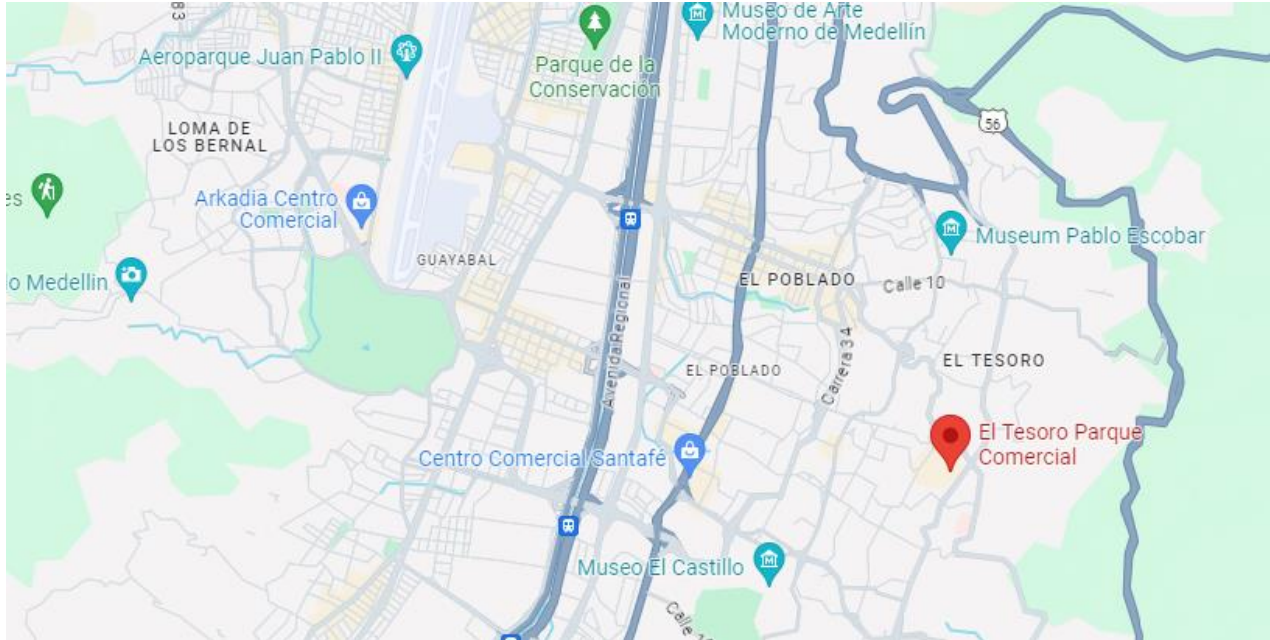 Museo de Arte
Moderno de Medellín
Aeroparque Juan Pablo II
Parque de la
Conservación
83
LOMA DE
LOS BERNAL
56
es
Arkadia Centro
Comercial
Museum Pablo Escobar
GUAYABAL
EL POBLADO
Calle 10
o Medellin
Avenida Regional
Carrera 34
EL TESORO
EL POBLADO
El Tesoro Parque
Comercial
Centro Comercial Santafé
Museo El Castillo